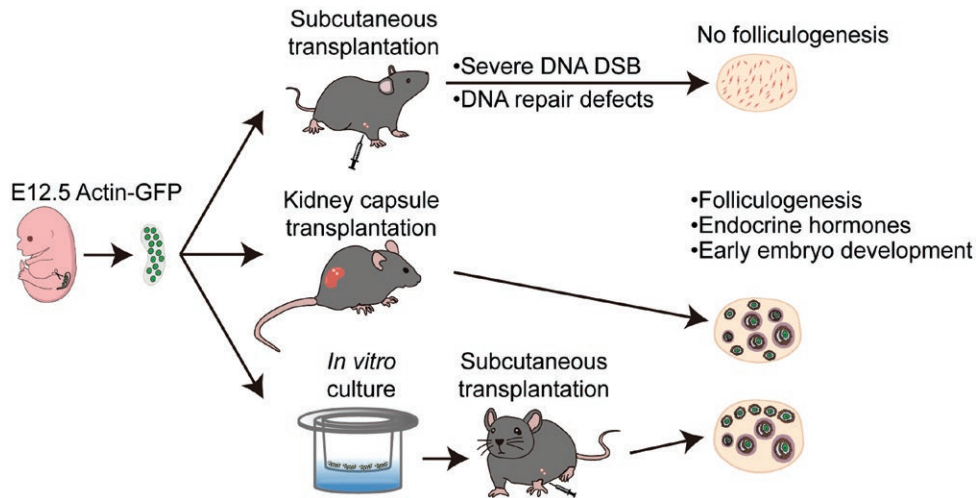 Subcutaneous
transplantation
•Severe DNA DSB
•DNA repair defects
No folliculogenesis
E12.5 Actin-GFP
Kidney capsule
transplantation
•Folliculogenesis
•Endocrine hormones
•Early embryo development
In vitro
culture
Subcutaneous
transplantation